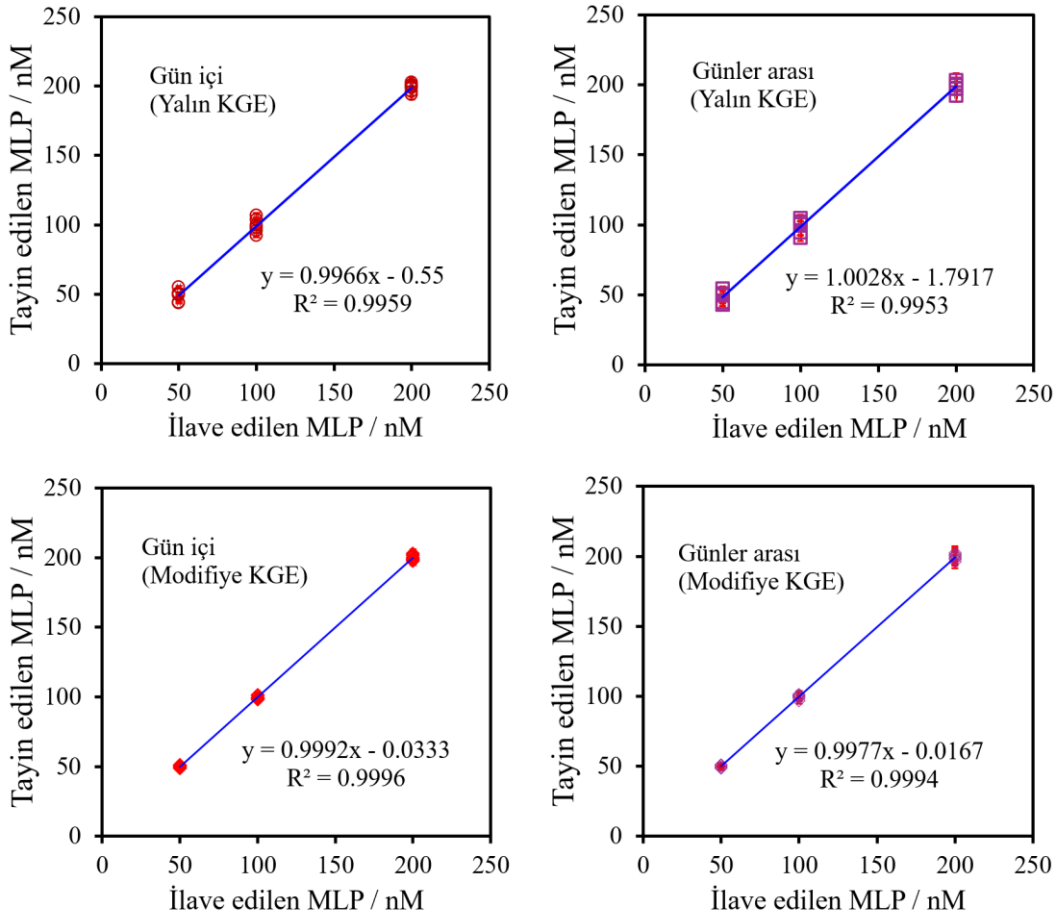 250
200
150
100
50
0
Tayin edilen MLP / nM
Gün içi
(Yalın KGE)
y = 0.9966x - 0.55
R² = 0.9959
0 50 100 150 200 250
İlave edilen MLP / nM
250
200
150
100
50
0
Tayin edilen MLP / nM
Günler arası
(Yalın KGE)
y = 1.0028x - 1.7917
R² = 0.9953
0 50 100 150 200 250
İlave edilen MLP / nM
250
200
150
100
50
0
Tayin edilen MLP / nM
Gün içi
(Modifiye KGE)
y = 0.9992x - 0.0333
R² = 0.9996
0 50 100 150 200 250
İlave edilen MLP / nM
250
200
150
100
50
0
Tayin edilen MLP / nM
Günler arası
(Modifiye KGE)
y = 0.9977x - 0.0167
R² = 0.9994
0 50 100 150 200 250
İlave edilen MLP / nM